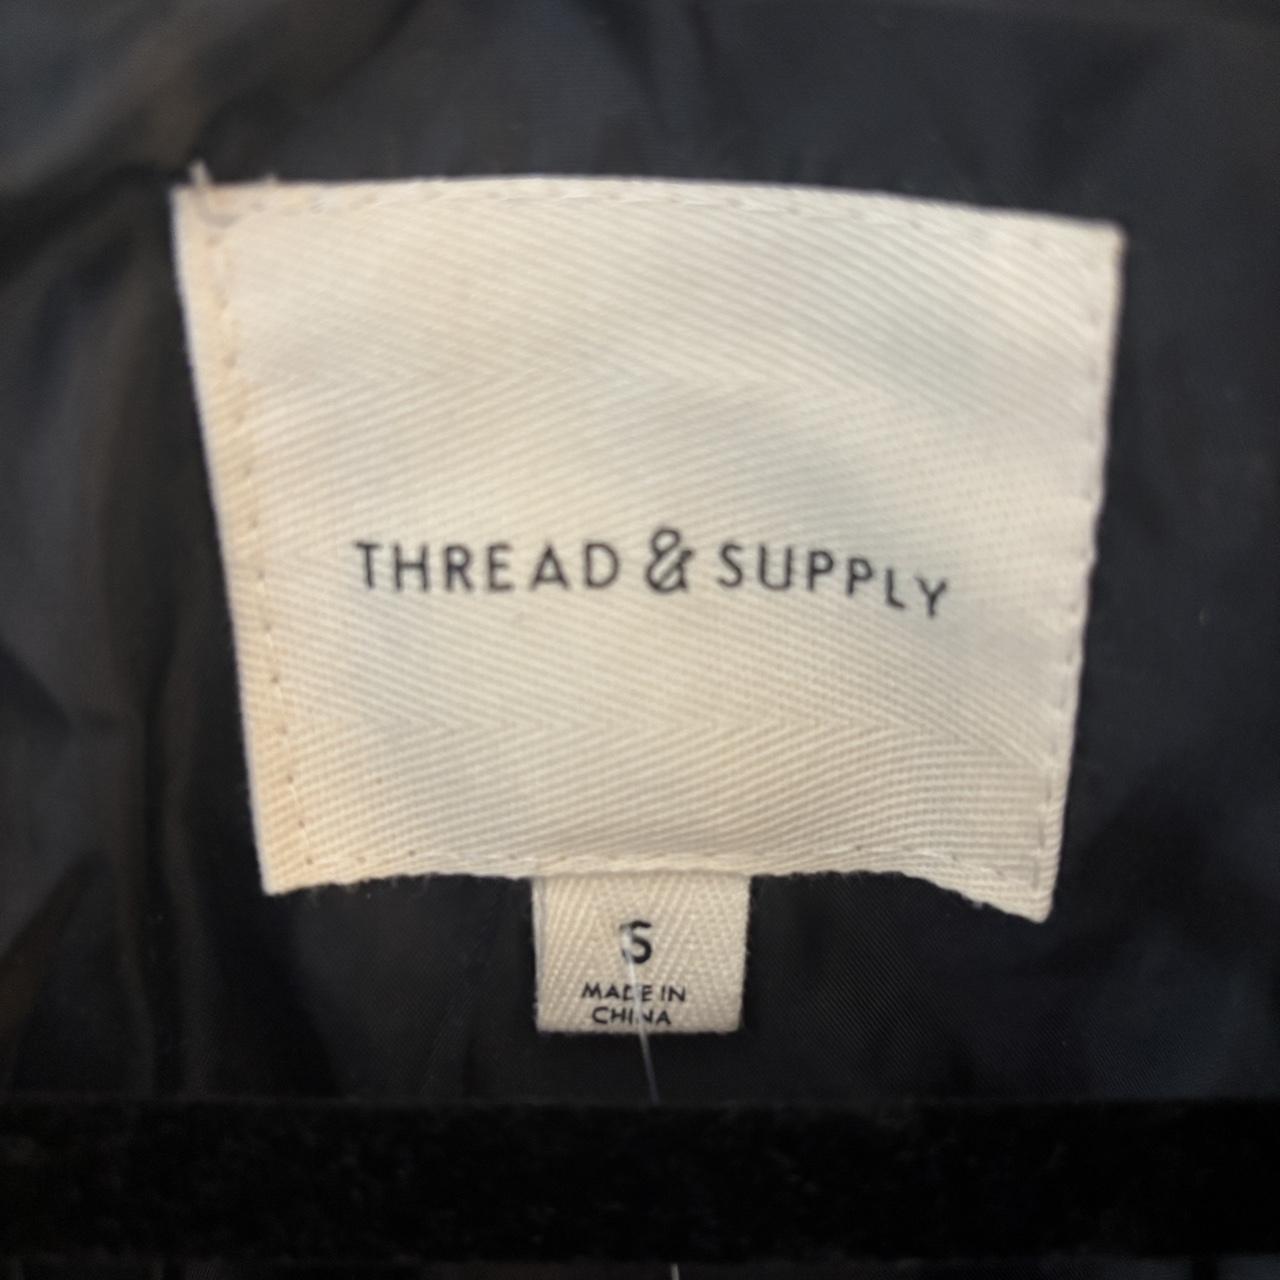 THREAD & SUPPLY
S
MADE IN
CHINA